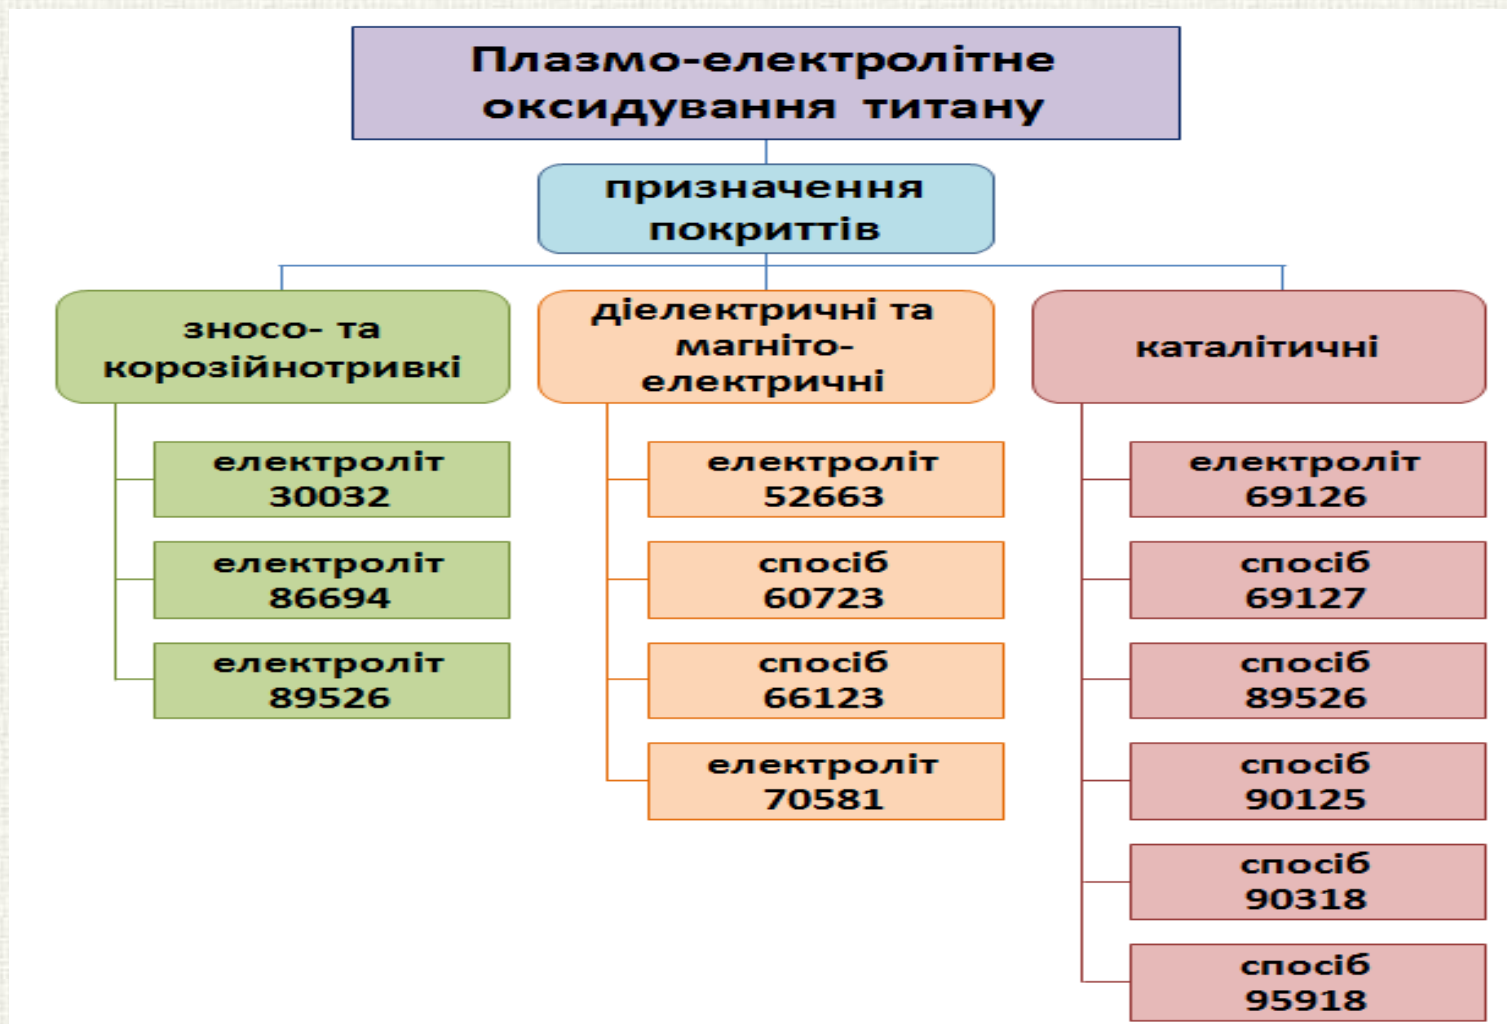 Плазмо-електролітне
оксидування титану
призначення
покриттів
зносо- та
корозійнотривкі
електроліт
30032
електроліт
86694
електроліт
89526
діелектричні та
магніто-
електричні
електроліт
52663
спосіб
60723
спосіб
66123
електроліт
70581
каталітичні
електроліт
69126
спосіб
69127
спосіб
89526
спосіб
90125
спосіб
90318
спосіб
95918